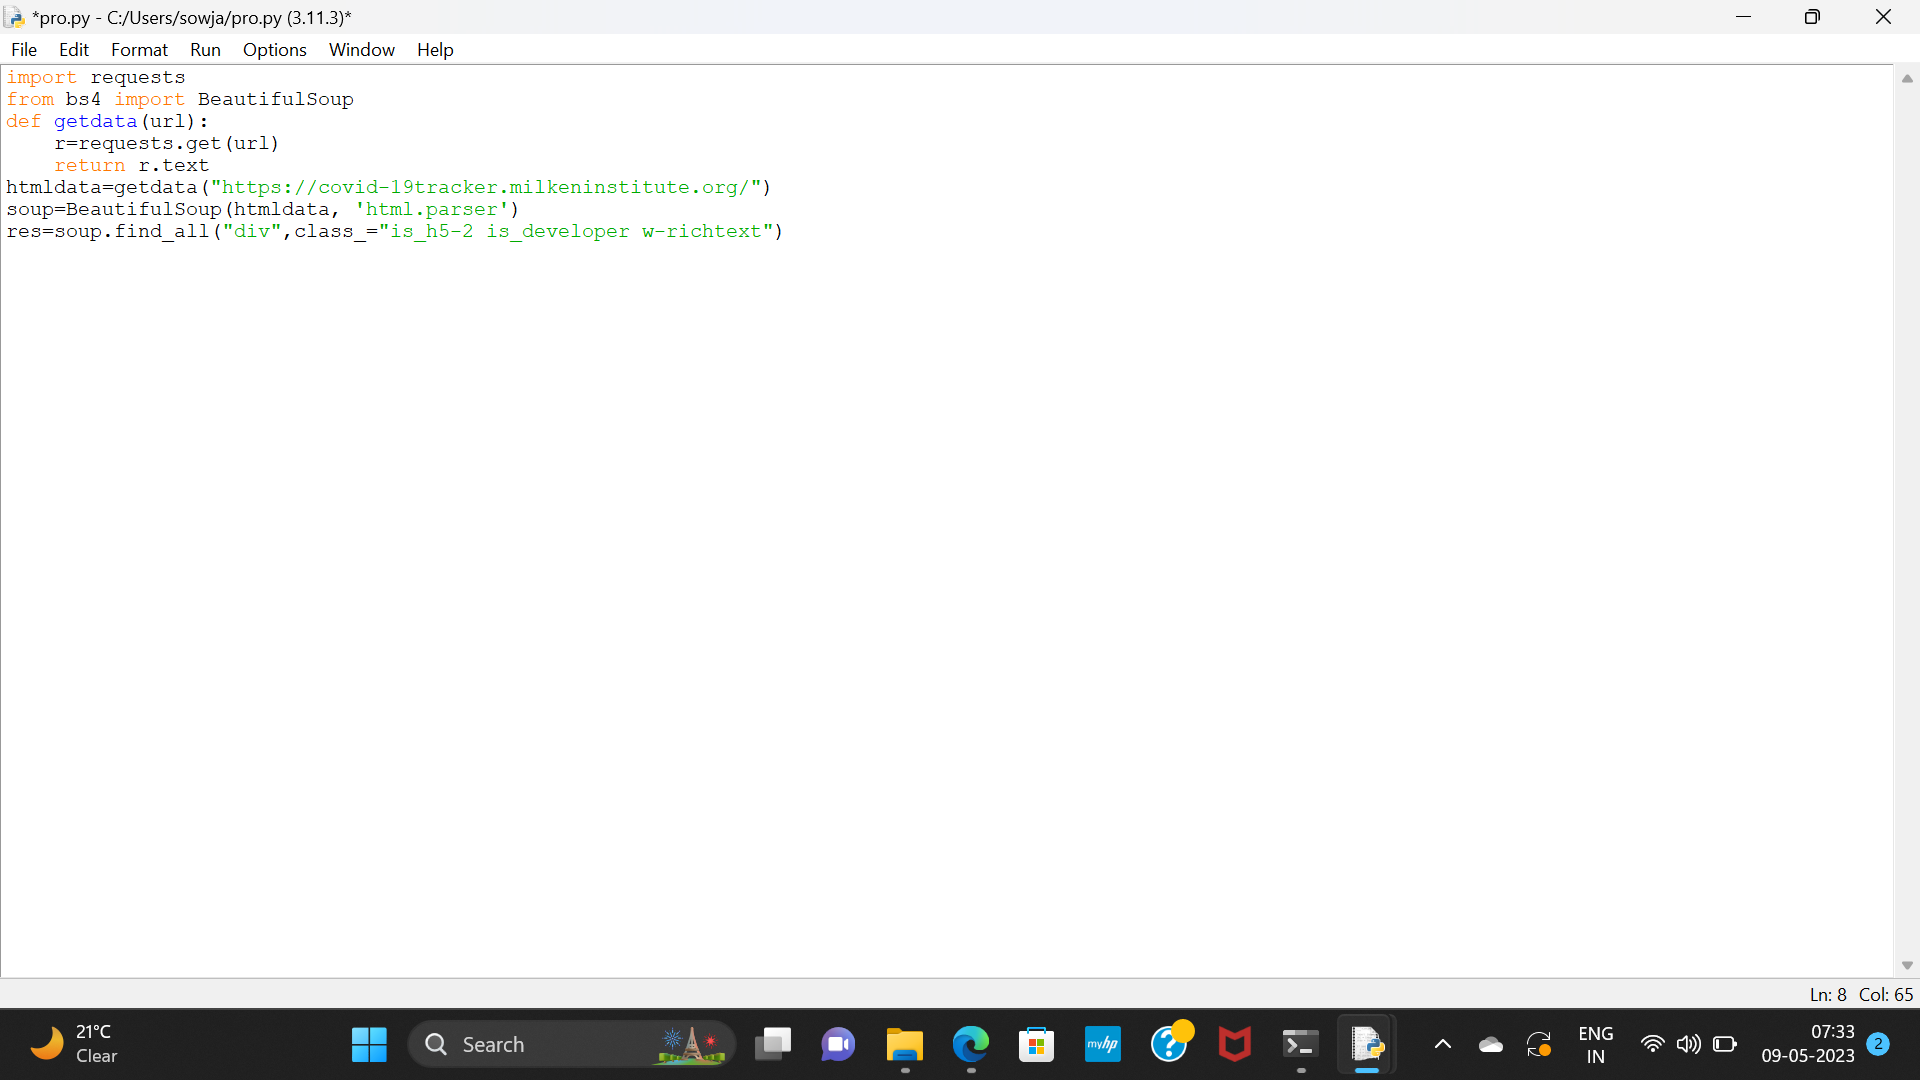 *pro.py - C:/Users/sowja/pro.py (3.11.3)*
File Edit Format Run Options Window Help
import requests
from bs4 import BeautifulSoup
def getdata(url):
    r=requests.get(url)
    return r.text
htmldata=getdata("https://covid-19tracker.milkeninstitute.org/")
soup=BeautifulSoup(htmldata, 'html.parser')
res=soup.find_all("div",class_="is_h5-2 is_developer w-richtext")
Ln: 8 Col: 65
21°C
Clear
Search
myhp
ENG
IN
07:33
09-05-2023
2